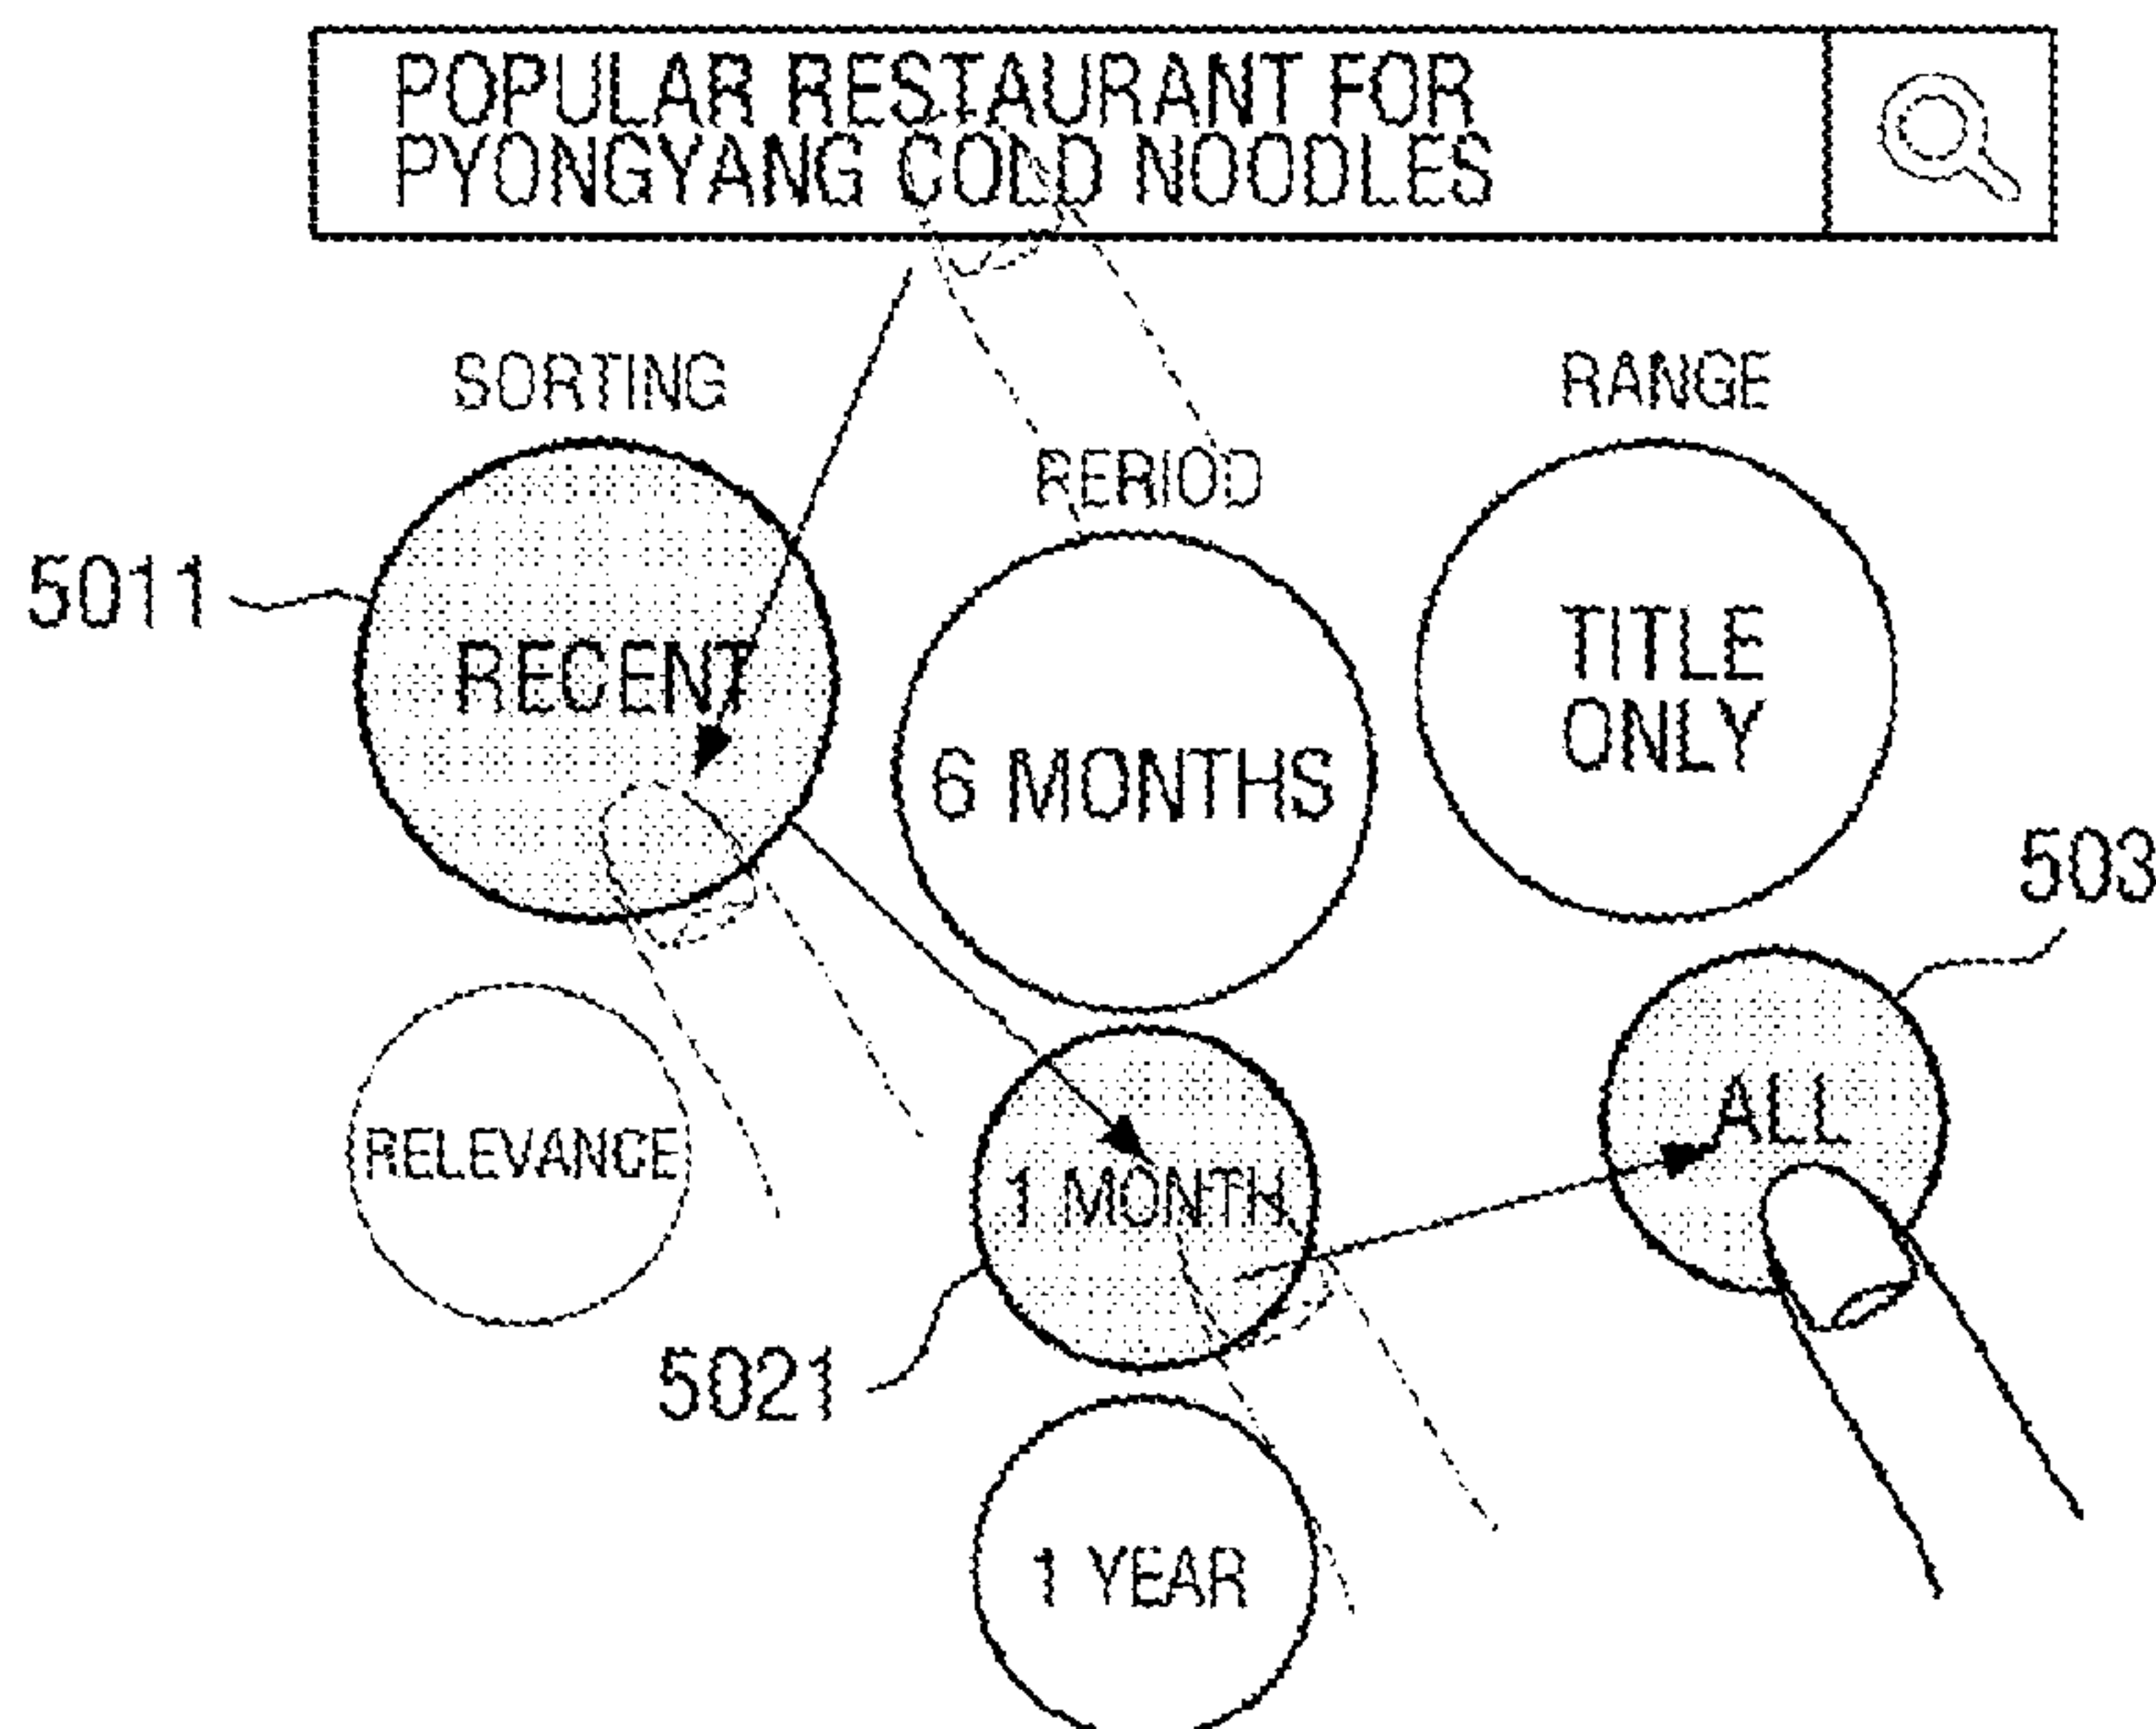 POPULAR RESTAURANT FOR
PYONGYANG COLD NOODLES
SORTING
RANGE
PERIOD
5011
RECENT
TITLE
ONLY
6 MONTHS
503
ALL
RELEVANCE
1 MONTH
5021
1 YEAR